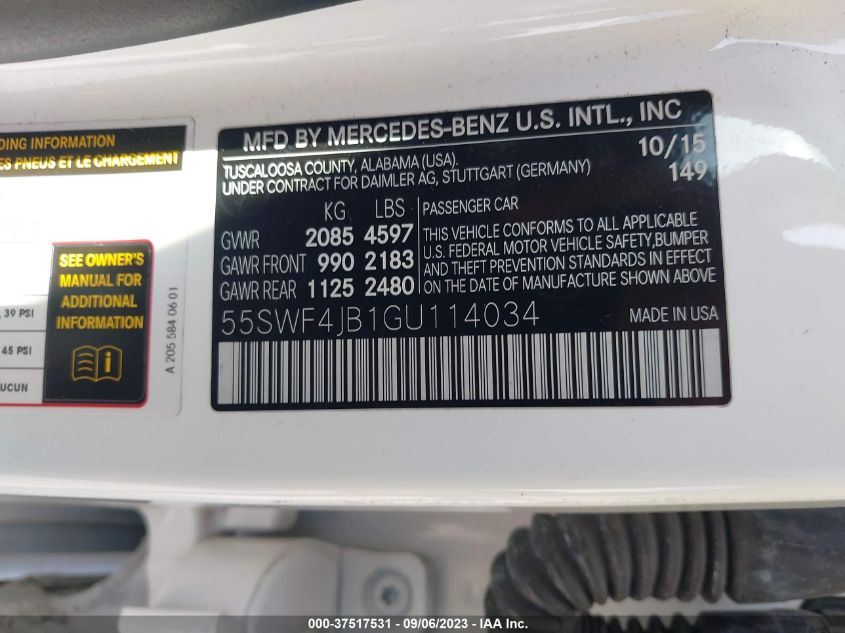 DING INFORMATION
ES PNEUS ET LE CHARGEMENT
SEE OWNER'S
MANUAL FOR
ADDITIONAL
INFORMATION
, 39 PSI
45 PSI
UCUN
A 205 584 06 01
MFD BY MERCEDES-BENZ U.S. INTL., INC
TUSCALOOSA COUNTY, ALABAMA (USA).
UNDER CONTRACT FOR DAIMLER AG, STUTTGART (GERMANY)
10/15
149
KG LBS
GVWR 2085 4597
GAWR FRONT 990 2183
GAWR REAR 1125 2480
PASSENGER CAR
THIS VEHICLE CONFORMS TO ALL APPLICABLE
U.S. FEDERAL MOTOR VEHICLE SAFETY,BUMPER
AND THEFT PREVENTION STANDARDS IN EFFECT
ON THE DATE OF MANUFACTURE SHOWN ABOVE
55SWF4JB1GU114034
MADE IN USA
000-37517531 - 09/06/2023 - IAA Inc.